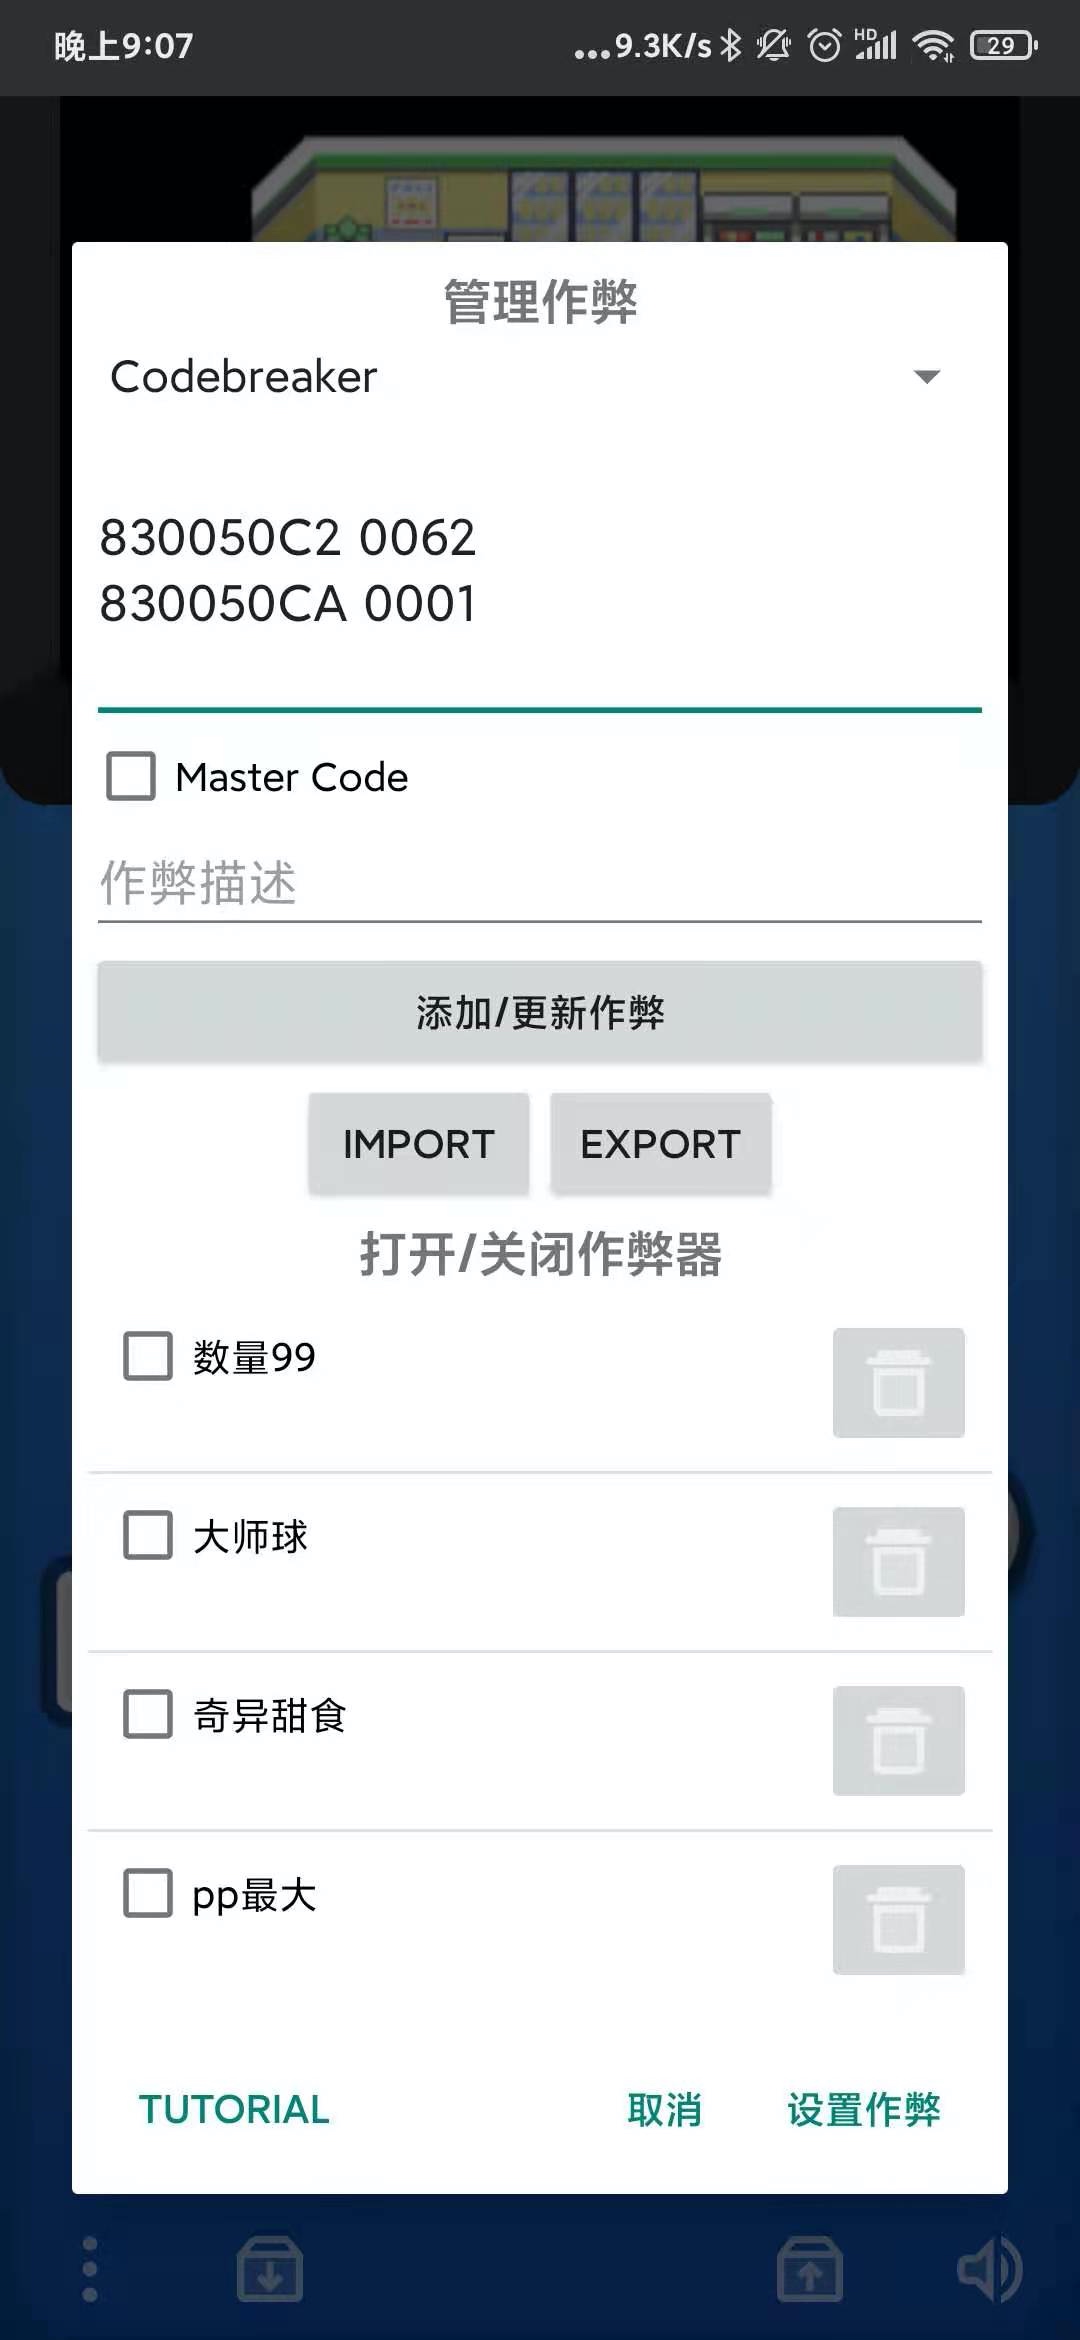 晚上9:07
...9.3K/s
HD
29
管理作弊
Codebreaker
830050C2 0062
830050CA 0001
Master Code
作弊描述
添加/更新作弊
IMPORT
EXPORT
打开/关闭作弊器
数量99
大师球
奇异甜食
pp最大
TUTORIAL
取消
设置作弊